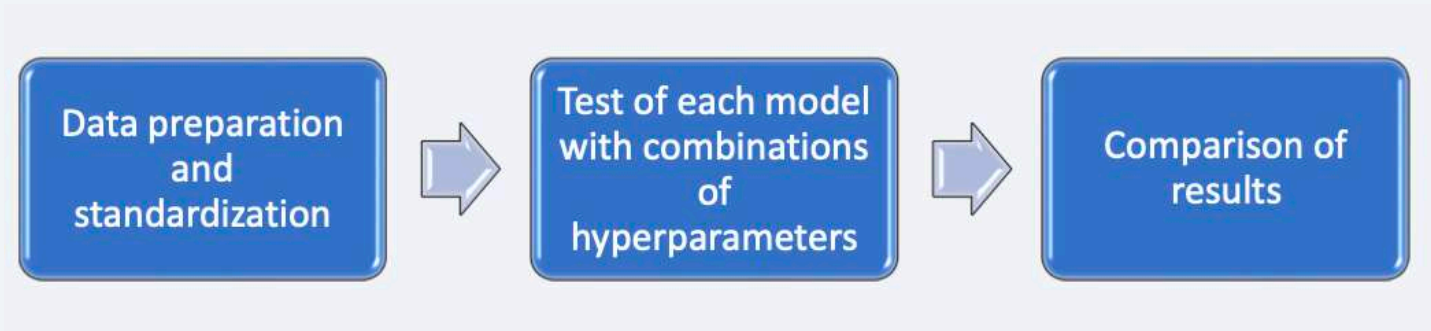 Data preparation
and
standardization
Test of each model
with combinations
of
hyperparameters
Comparison of
results